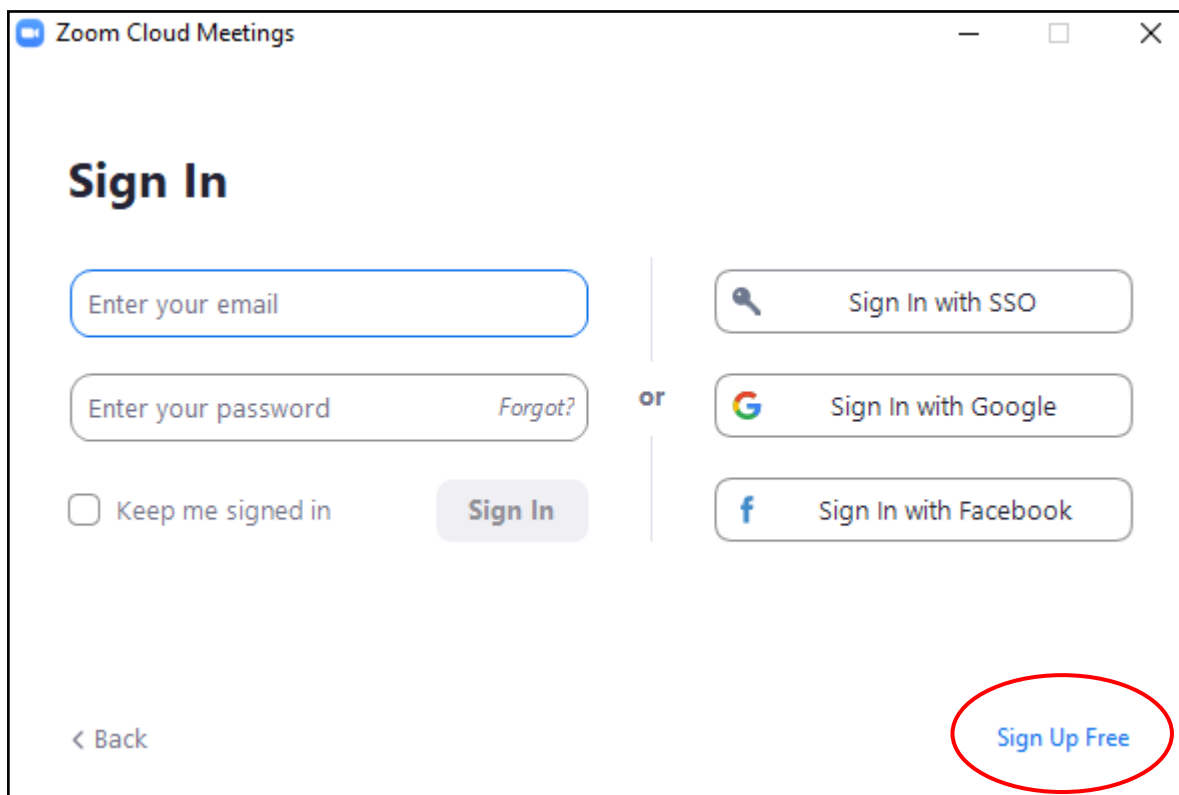 Zoom Cloud Meetings
Sign In
Enter your email
Enter your password Forgot?
Keep me signed in Sign In
or
Sign In with SSO
Sign In with Google
Sign In with Facebook
< Back
Sign Up Free